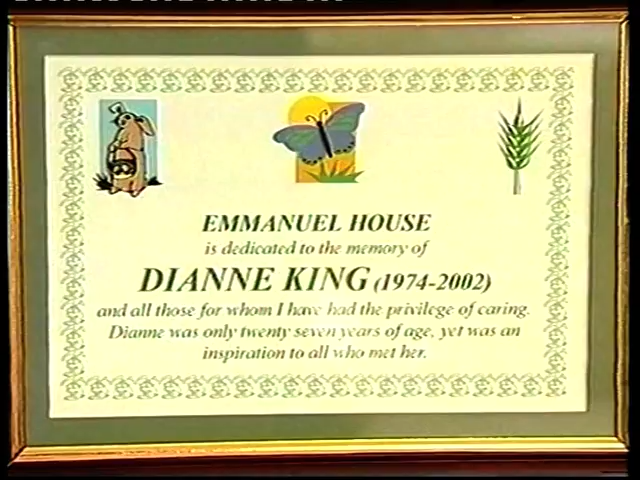 EMMANUEL HOUSE
is dedicated to the memory of
DIANNE KING (1974-2002)
and all those for whom I have had the privilege of caring.
Dianne was only twenty seven years of age, yet was an
inspiration to all who met her.